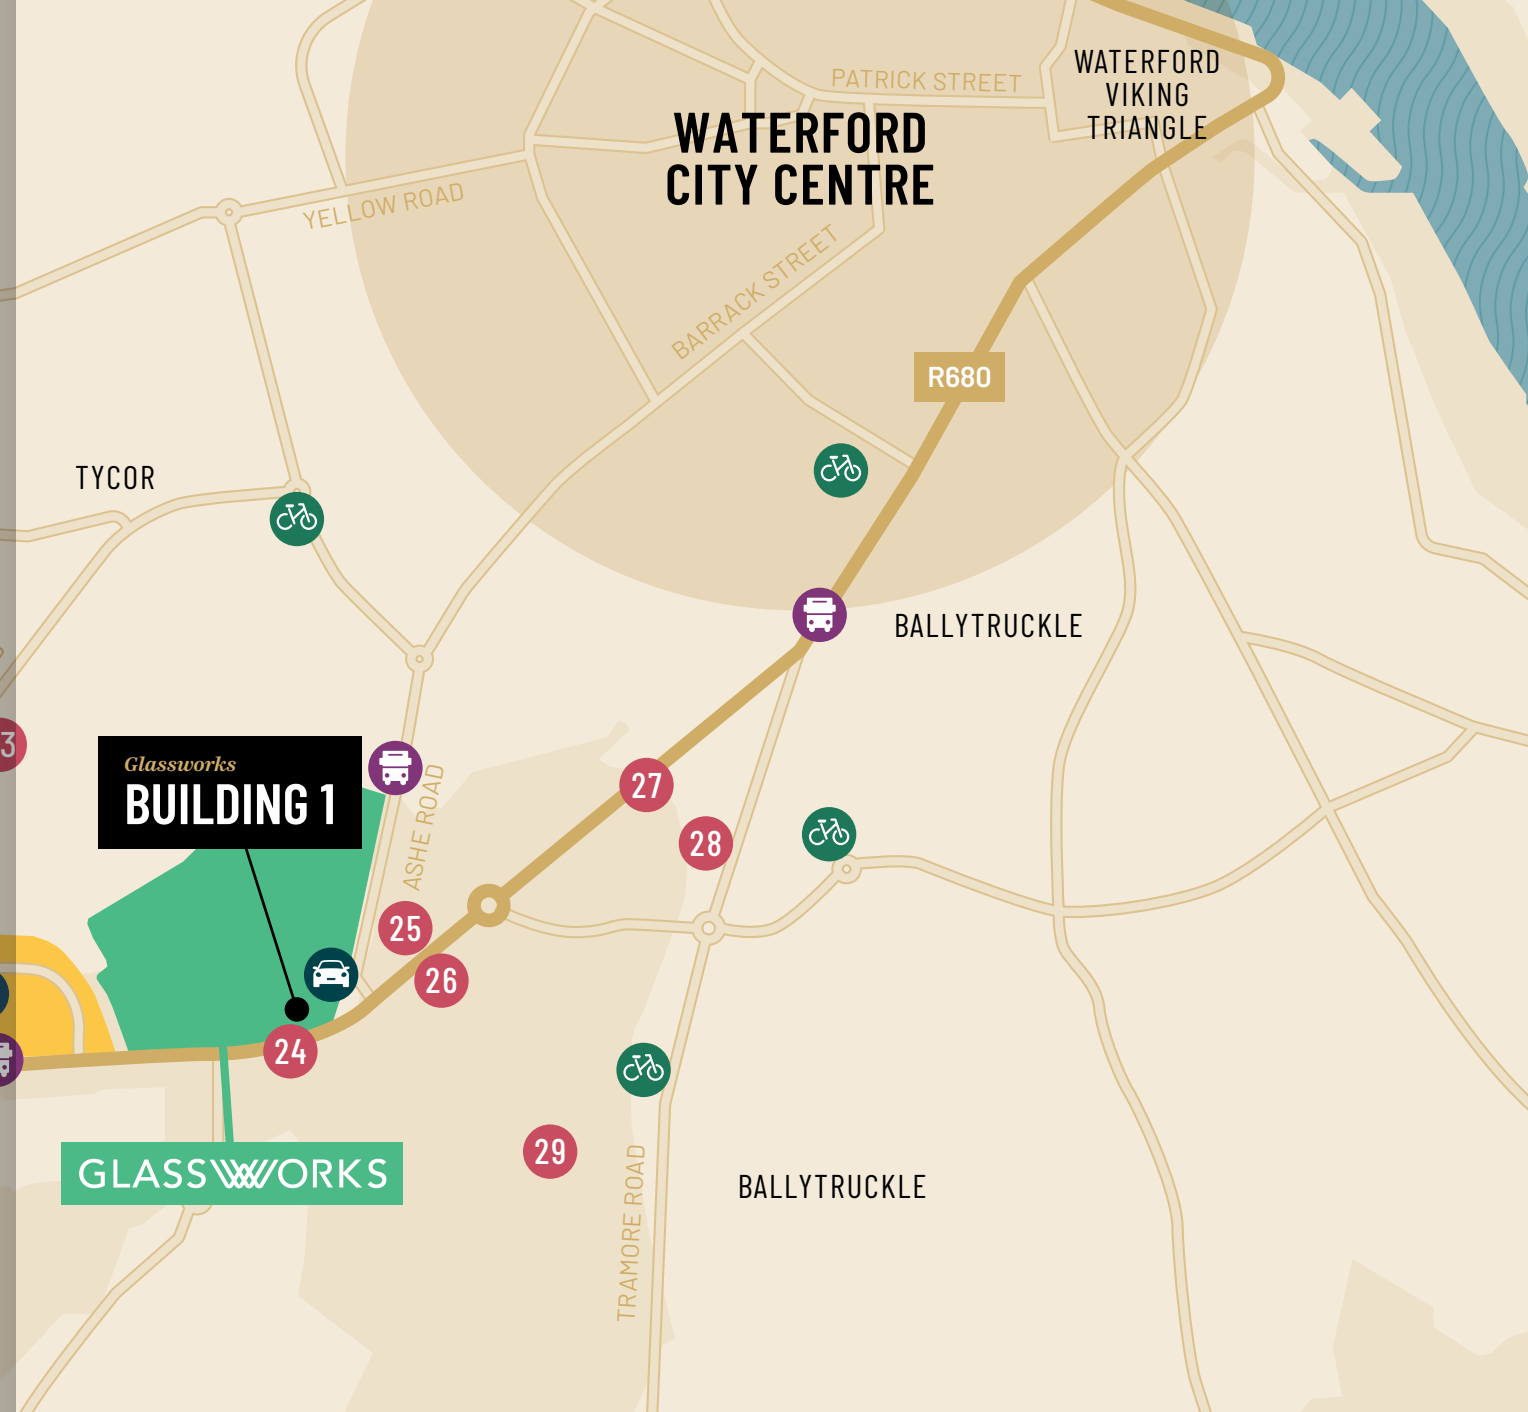 WATERFORD
VIKING
TRIANGLE
PATRICK STREET
WATERFORD
CITY CENTRE
YELLOW ROAD
BARRACK STREET
R680
TYCOR
BALLYTRUCKLE
3
Glassworks
BUILDING 1
ASHE ROAD
27
28
25
26
24
29
GLASSWORKS
TRAMORE ROAD
BALLYTRUCKLE